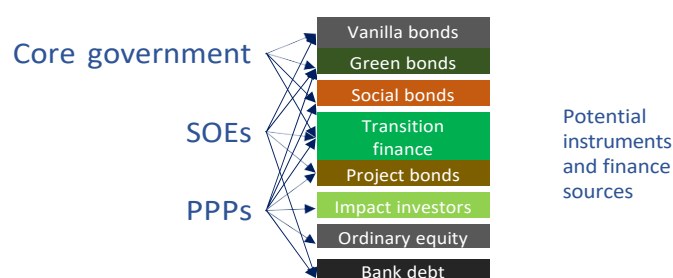 Core government
SOEs
PPPs
Vanilla bonds
Green bonds
Social bonds
Transition
finance
Project bonds
Impact investors
Ordinary equity
Bank debt
Potential
instruments
and finance
sources